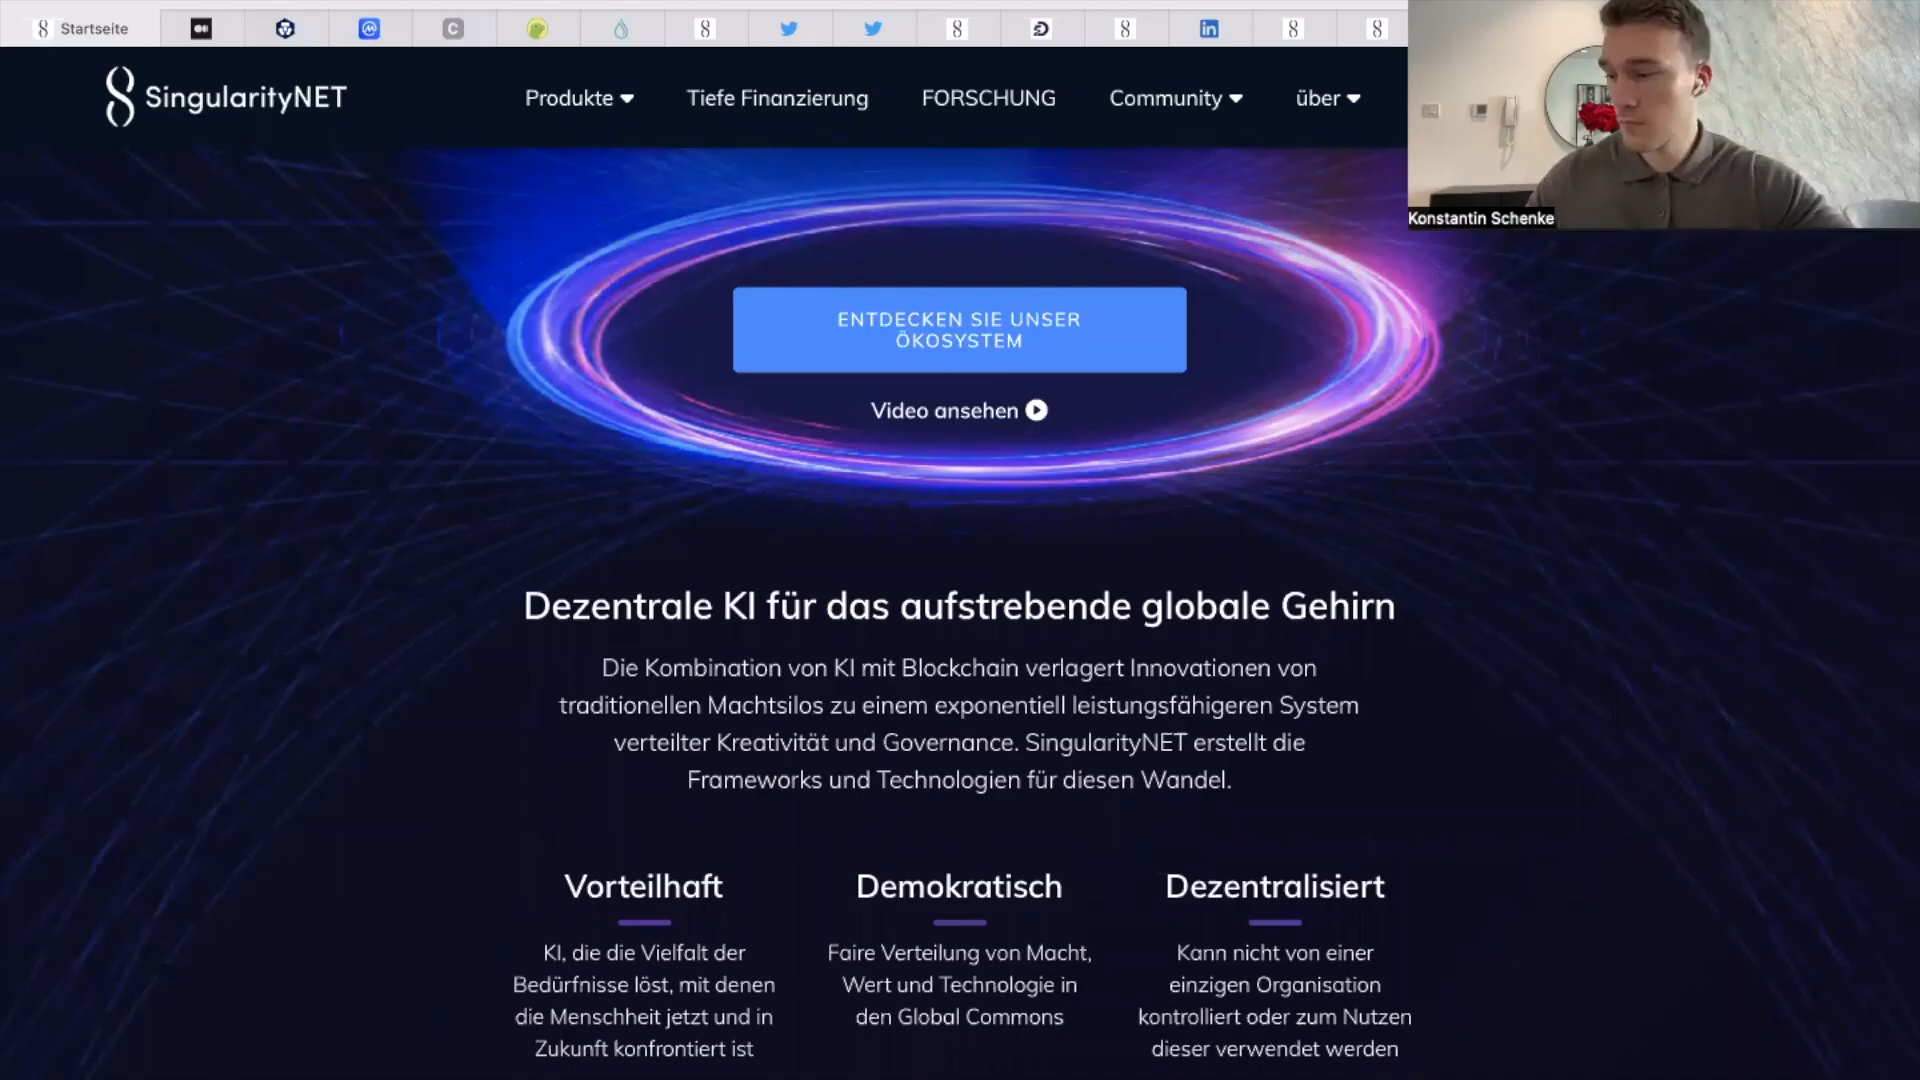 Startseite
SingularityNET
Produkte
Tiefe Finanzierung
FORSCHUNG
Community
über
Konstantin Schenke
ENTDECKEN SIE UNSER
ÖKOSYSTEM
Video ansehen
Dezentrale KI für das aufstrebende globale Gehirn
Die Kombination von KI mit Blockchain verlagert Innovationen von
traditionellen Machtsilos zu einem exponentiell leistungsfähigeren System
verteilter Kreativität und Governance. SingularityNET erstellt die
Frameworks und Technologien für diesen Wandel.
Vorteilhaft
KI, die die Vielfalt der
Bedürfnisse löst, mit denen
die Menschheit jetzt und in
Zukunft konfrontiert ist
Demokratisch
Faire Verteilung von Macht,
Wert und Technologie in
den Global Commons
Dezentralisiert
Kann nicht von einer
einzigen Organisation
kontrolliert oder zum Nutzen
dieser verwendet werden